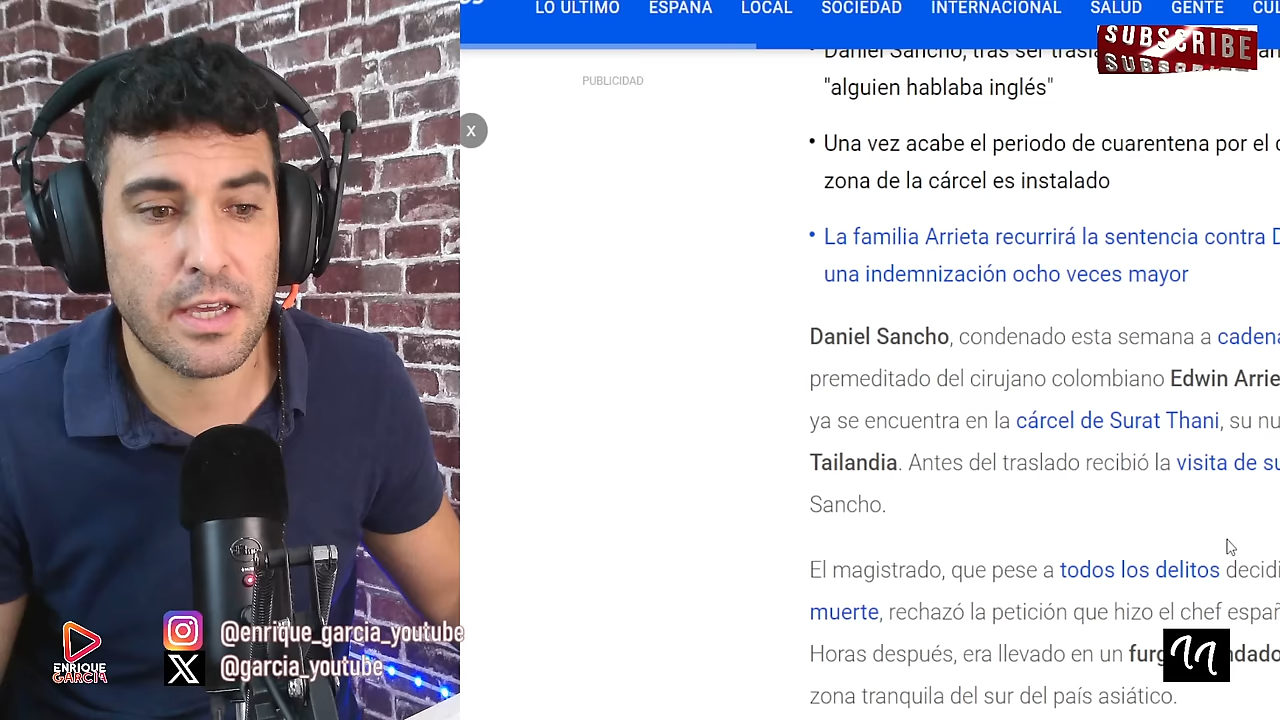 LO ÚLTIMO ESPAÑA LOCAL SOCIEDAD INTERNACIONAL SALUD GENTE
SUBSCRIBE
PUBLICIDAD
• Daniel Sancho, tras ser
"alguien hablaba inglés"
x
• Una vez acabe el periodo de cuarentena por el
zona de la cárcel es instalado
• La familia Arrieta recurrirá la sentencia contra
una indemnización ocho veces mayor
Daniel Sancho, condenado esta semana a
premeditado del cirujano colombiano Edwin
ya se encuentra en la cárcel de Surat Thani, su
Tailandia. Antes del traslado recibió la visita de
Sancho.
El magistrado, que pese a todos los delitos
muerte, rechazó la petición que hizo el chef
Horas después, era llevado en un
zona tranquila del sur del país asiático.
ENRIQUE
GARCIA
@enrique_garcia_youtube
@garcia_youtube